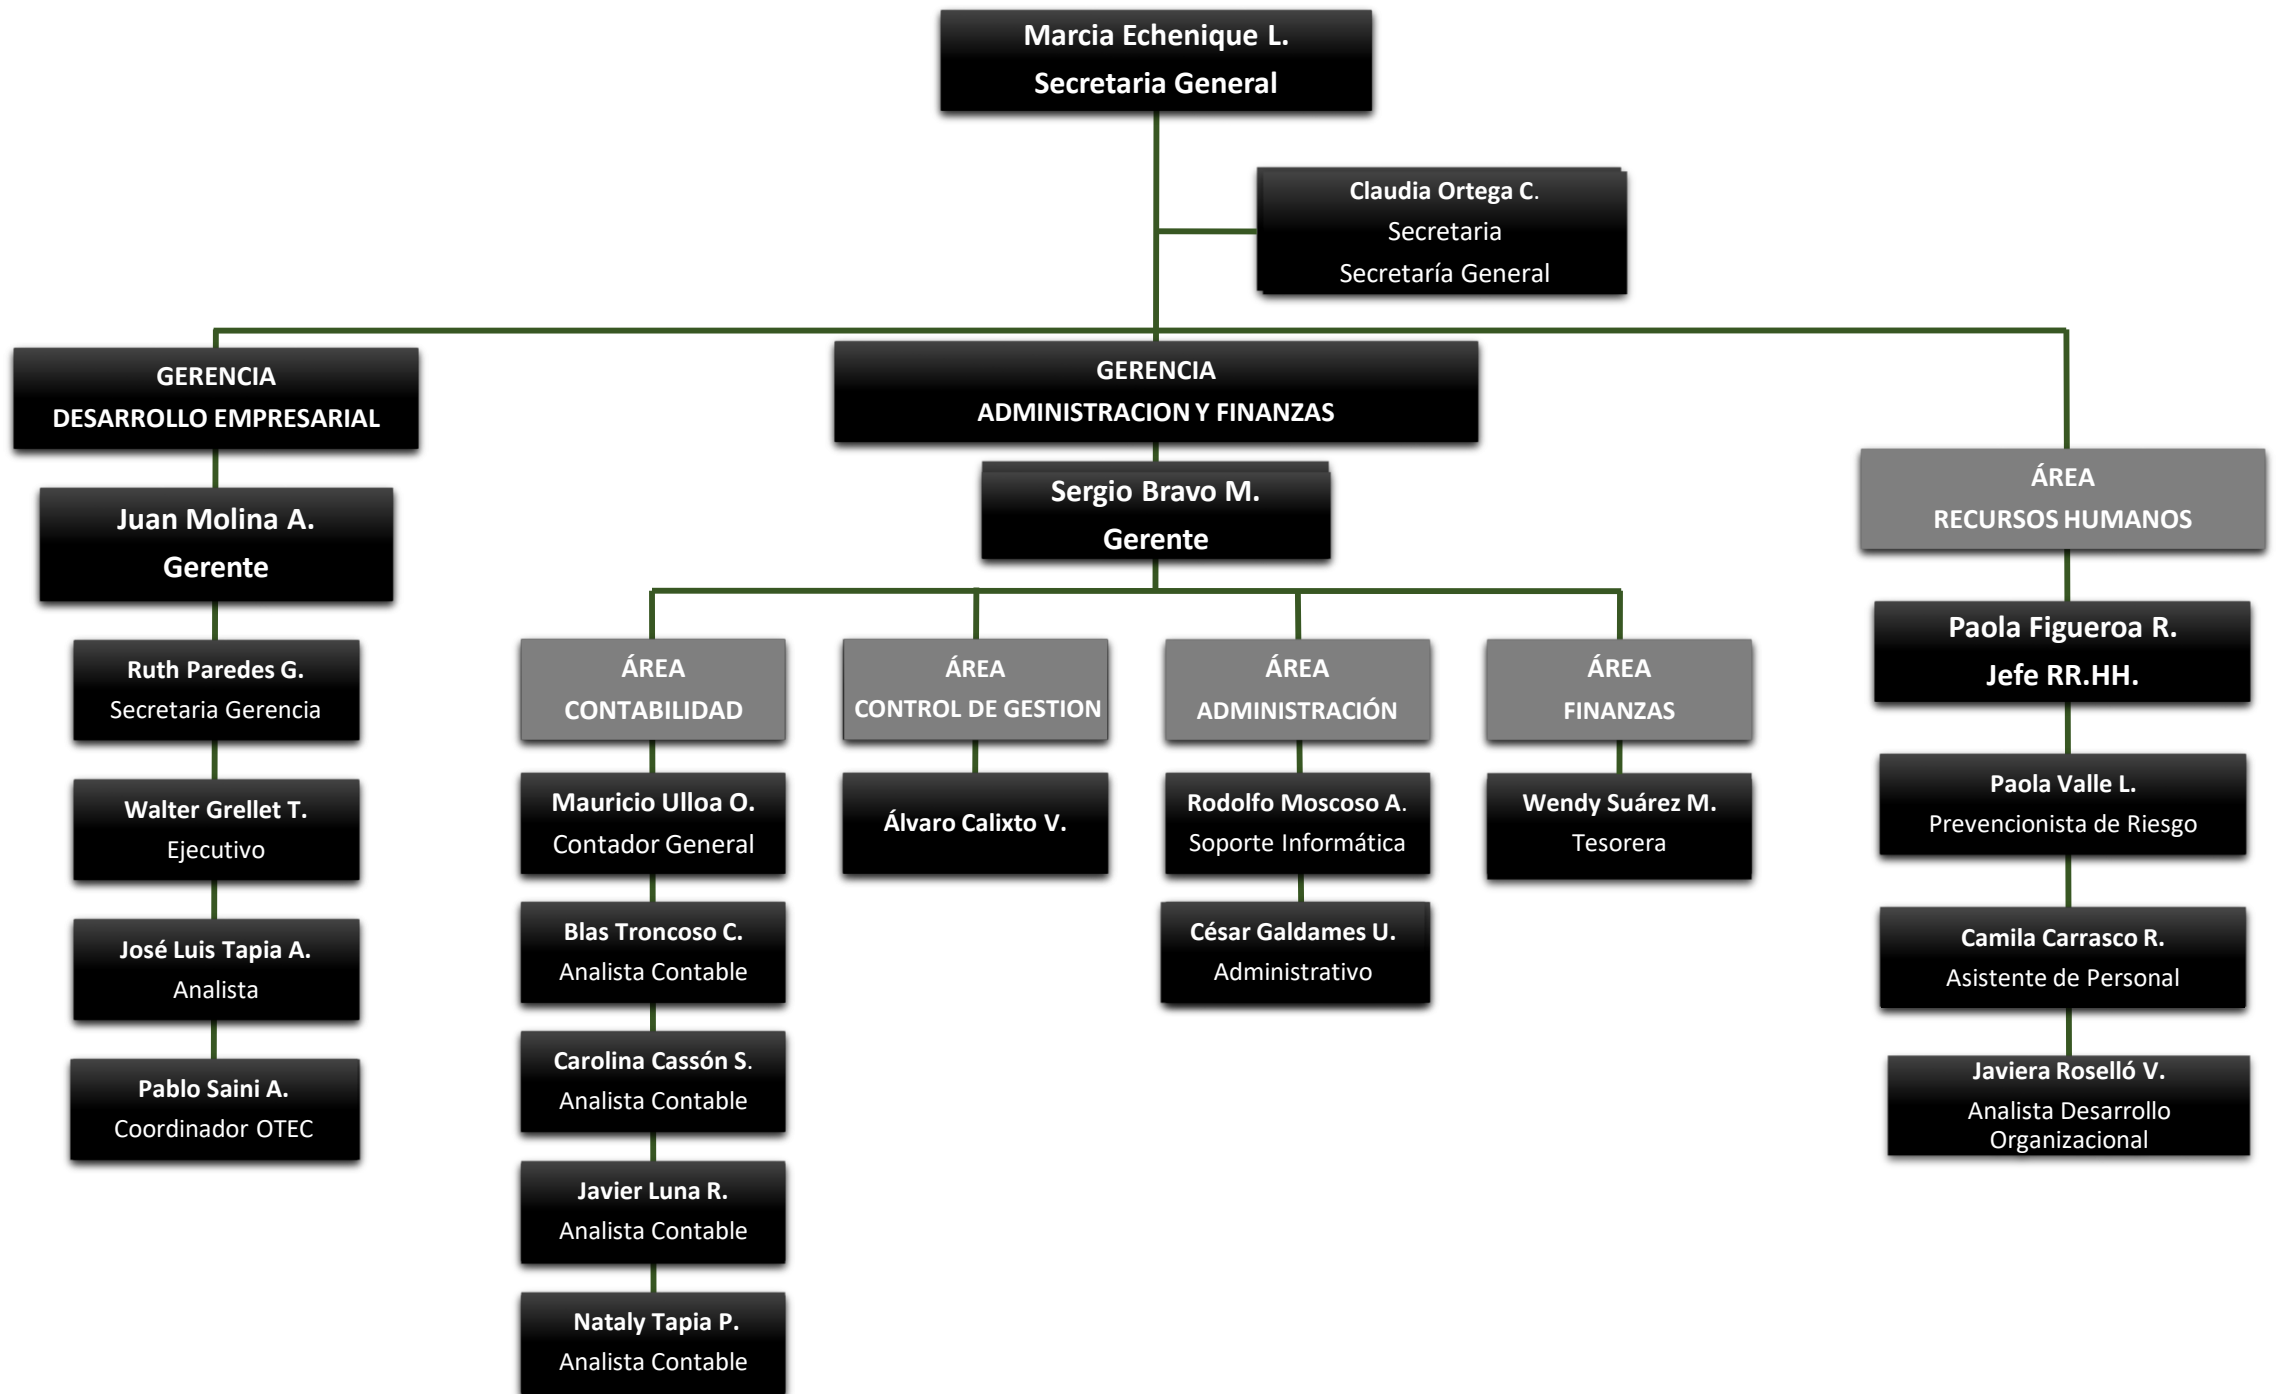 Marcia Echenique L.
Secretaria General
Claudia Ortega C.
Secretaria
Secretaría General
GERENCIA
DESARROLLO EMPRESARIAL
Juan Molina A.
Gerente
Ruth Paredes G.
Secretaria Gerencia
Walter Grellet T.
Ejecutivo
José Luis Tapia A.
Analista
Pablo Saini A.
Coordinador OTEC
GERENCIA
ADMINISTRACION Y FINANZAS
Sergio Bravo M.
Gerente
ÁREA
CONTABILIDAD
Mauricio Ulloa O.
Contador General
Blas Troncoso C.
Analista Contable
Carolina Cassón S.
Analista Contable
Javier Luna R.
Analista Contable
Nataly Tapia P.
Analista Contable
ÁREA
CONTROL DE GESTION
Álvaro Calixto V.
ÁREA
ADMINISTRACIÓN
Rodolfo Moscoso A.
Soporte Informática
César Galdames U.
Administrativo
ÁREA
FINANZAS
Wendy Suárez M.
Tesorera
ÁREA
RECURSOS HUMANOS
Paola Figueroa R.
Jefe RR.HH.
Paola Valle L.
Prevencionista de Riesgo
Camila Carrasco R.
Asistente de Personal
Javiera Roselló V.
Analista Desarrollo
Organizacional